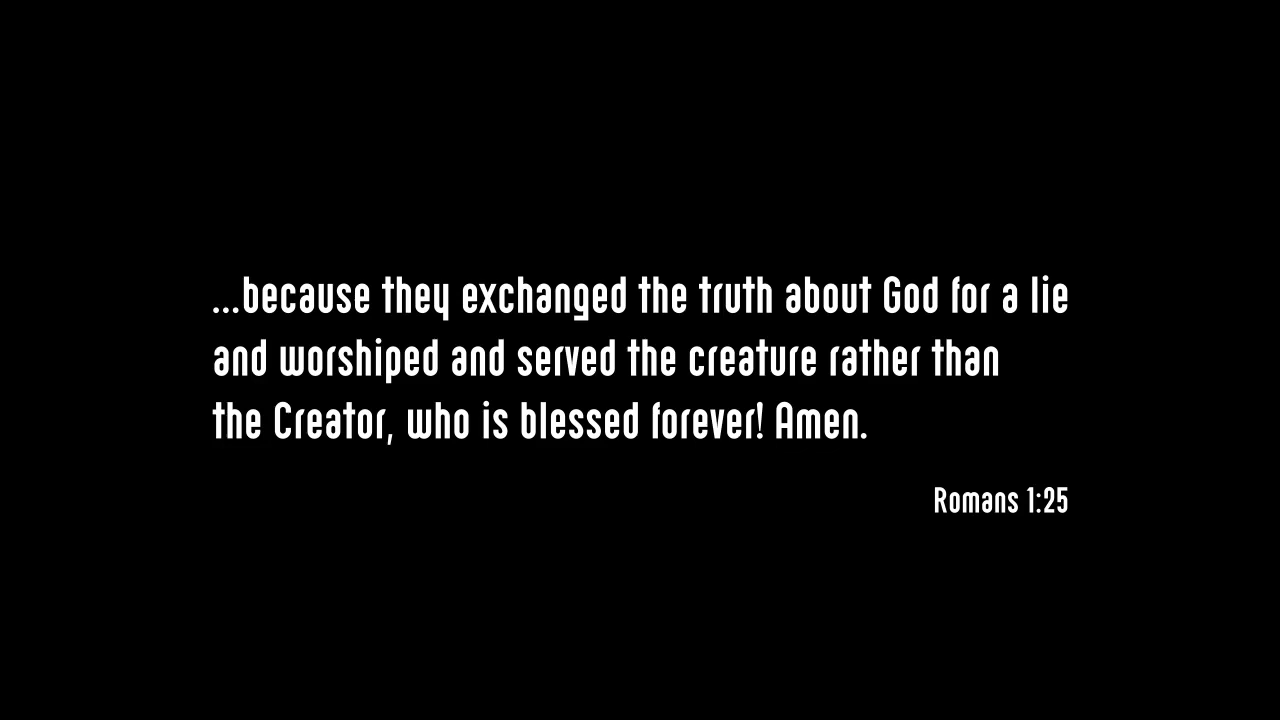 ...because they exchanged the truth about God for a lie
and worshiped and served the creature rather than
the Creator, who is blessed forever! Amen.
Romans 1:25